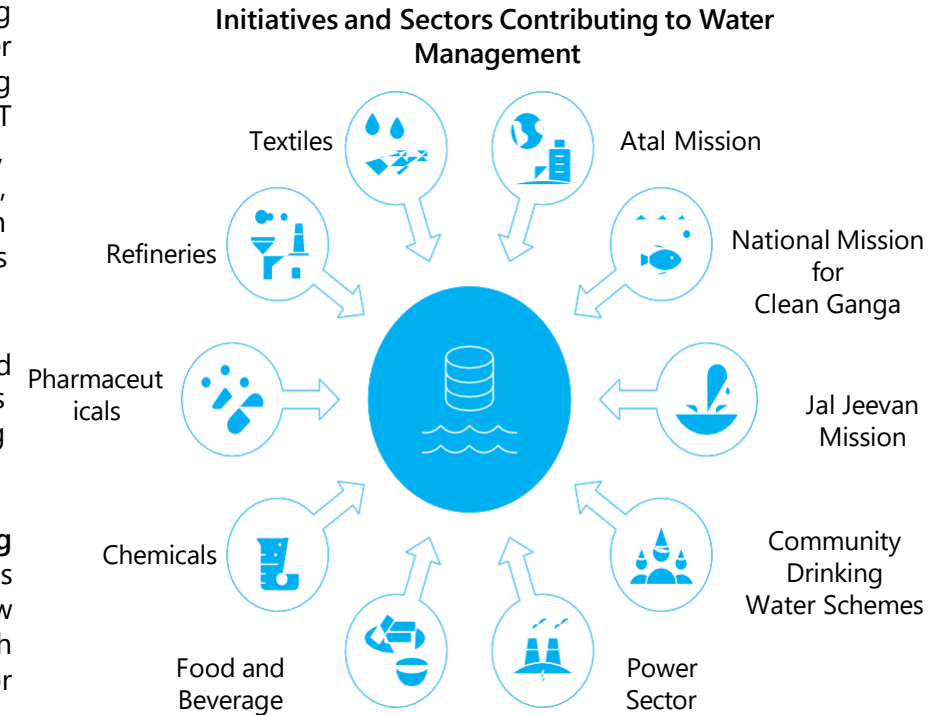 Initiatives and Sectors Contributing to Water
Management
Textiles
Atal Mission
Refineries
National Mission
for
Clean Ganga
Pharmaceut
icals
Jal Jeevan
Mission
Chemicals
Community
Drinking
Water Schemes
Food and
Beverage
Power
Sector